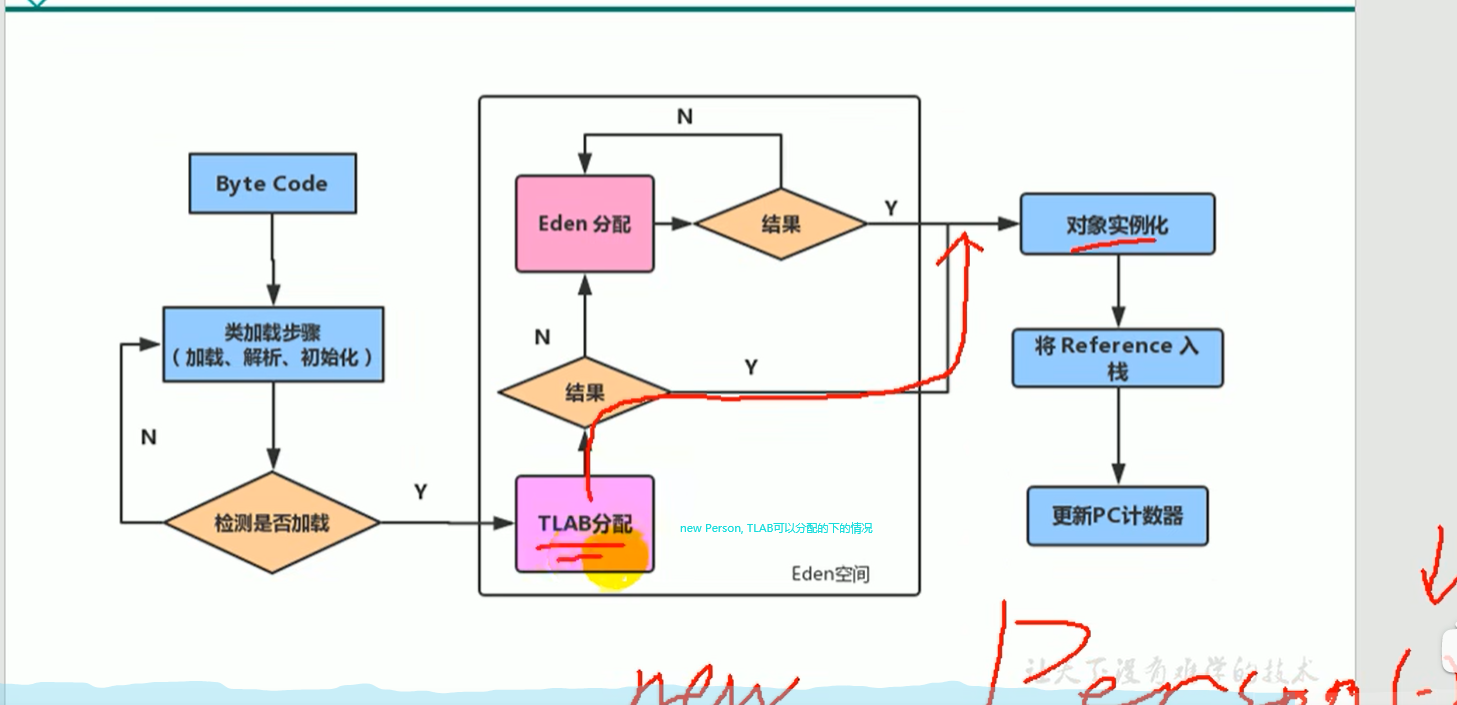 N
Byte Code
Eden 分配
结果
Y
对象实例化
类加载步骤
（加载、解析、初始化）
N
结果
Y
将 Reference 入
栈
N
检测是否加载
Y
TLAB分配
new Person, TLAB可以分配的下的情况
更新PC计数器
Eden空间
让天下没有难学的技术
new Person(